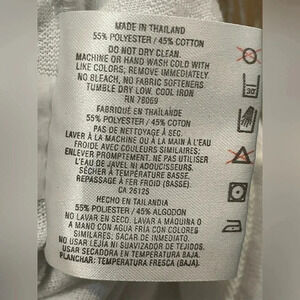 MADE IN THAILAND
55% POLYESTER / 45% COTTON
DO NOT DRY CLEAN.
MACHINE OR HAND WASH COLD WITH
LIKE COLORS; REMOVE IMMEDIATELY.
NO BLEACH, NO FABRIC SOFTENERS
TUMBLE DRY LOW, COOL IRON
RN 78069
FABRIQUÉ EN THAÏLANDE
55% POLYESTER / 45% COTON
PAS DE NETTOYAGE À SEC.
LAVER À LA MACHINE OU À LA MAIN À L'EAU
FROIDE AVEC COULEURS SIMILAIRES;
ENLEVER PROMPTEMENT. NE PAS UTILISER
L'EAU DE JAVEL NI ADOUCISSEURS.
SÉCHER À TEMPÉRATURE BASSE.
REPASSAGE À FER FROID (BASSE).
CA 26125
HECHO EN TAILANDIA
55% POLIESTER / 45% ALGODON
NO LAVAR EN SECO. LAVAR A MAQUINA O
A MANO CON AGUA FRIA CON COLORES
SIMILARES; SACAR DE INMEDIATO.
NO USAR LEJIA NI SUAVIZADOR DE TEJIDOS.
USAR SECADORA EN TEMPERATURA BAJA.
PLANCHAR: TEMPERATURA FRESCA (BAJA).
30°